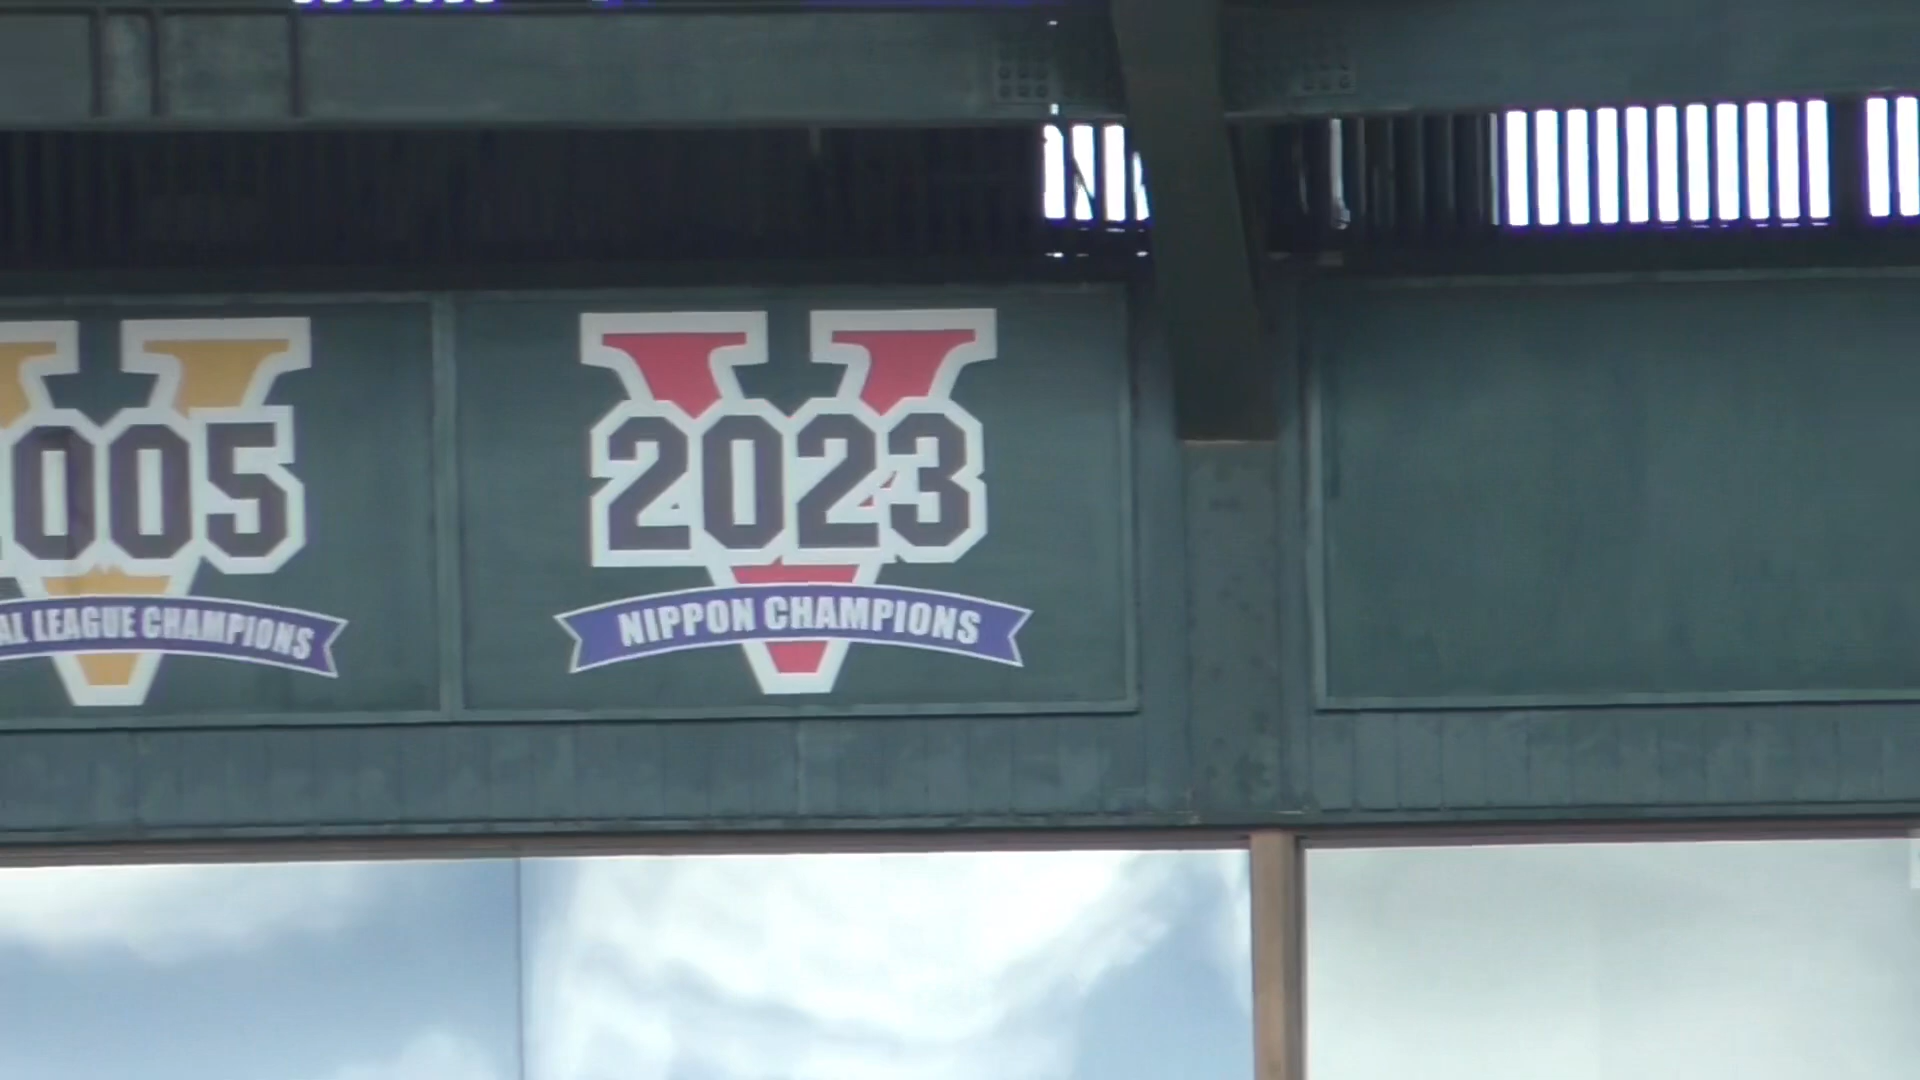 005
AL LEAGUE CHAMPIONS
2023
NIPPON CHAMPIONS